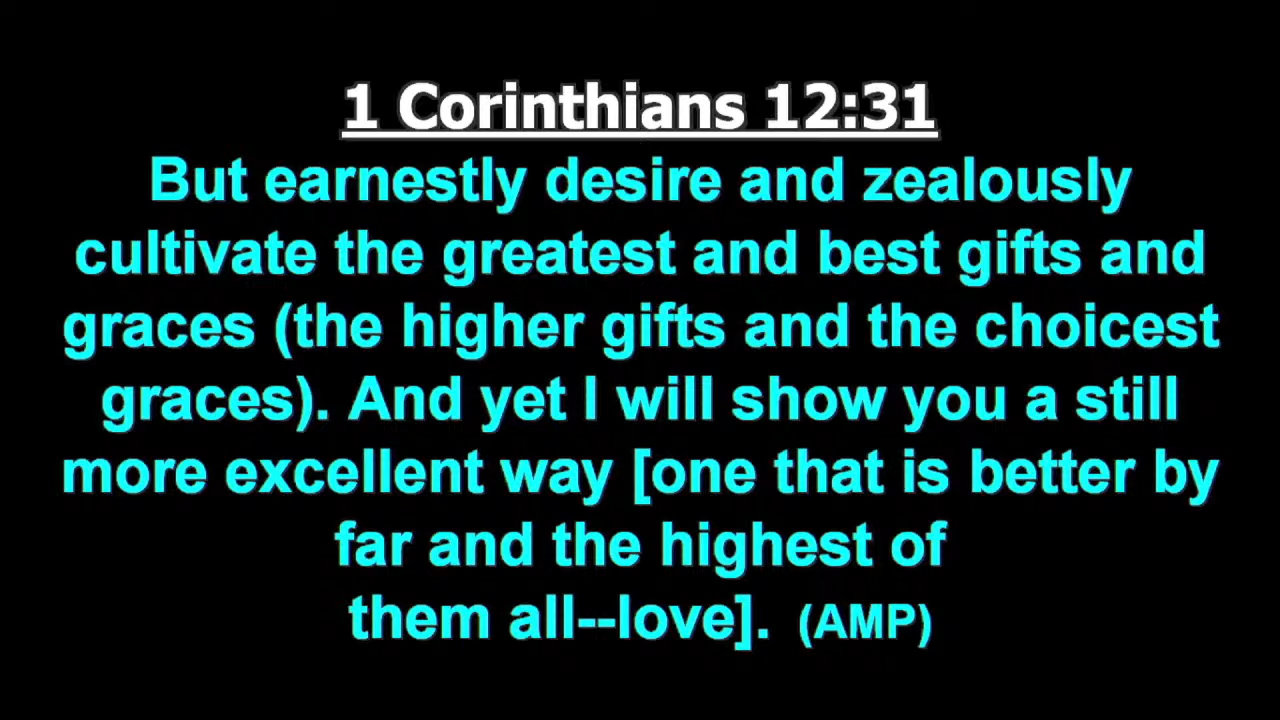 1 Corinthians 12:31
But earnestly desire and zealously
cultivate the greatest and best gifts and
graces (the higher gifts and the choicest
graces). And yet I will show you a still
more excellent way [one that is better by
far and the highest of
them all--love]. (AMP)